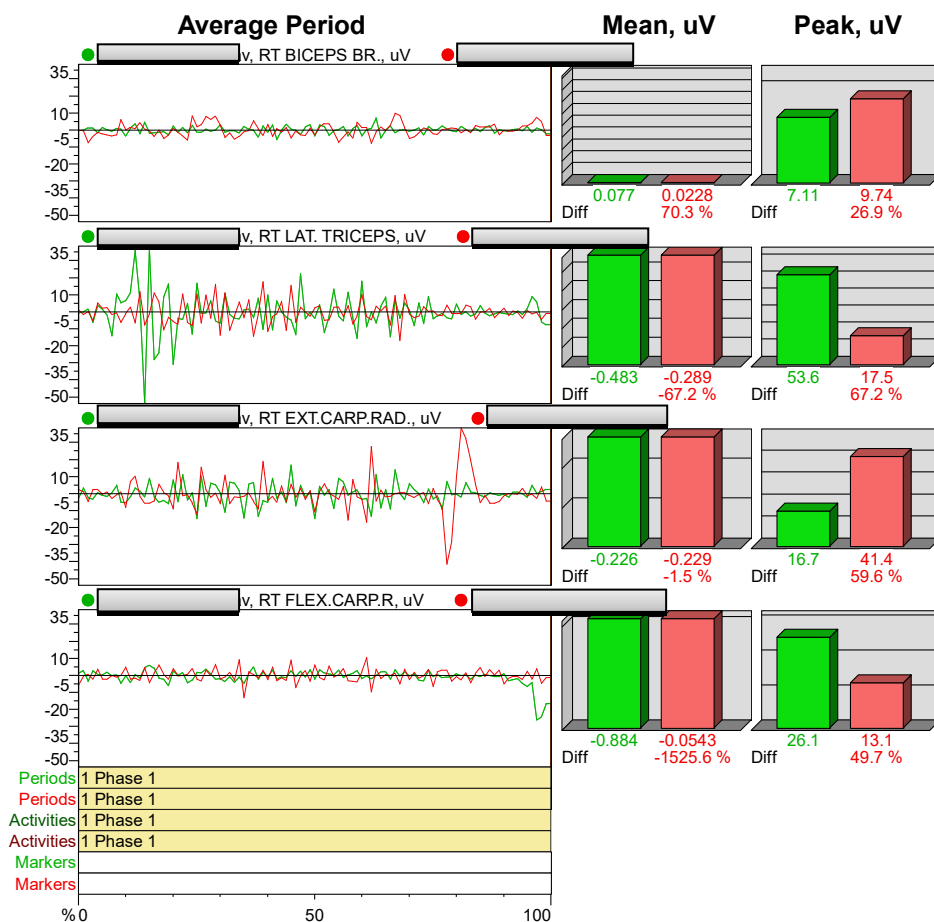 Average Period Mean, uV Peak, uV
v, RT BICEPS BR., uV
35
10
-5
-20
-35
-50
0.077 0.0228 7.11 9.74
Diff 70.3 % Diff 26.9 %
v, RT LAT. TRICEPS, uV
35
10
-5
-20
-35
-50
-0.483 -0.289 53.6 17.5
Diff -67.2 % Diff 67.2 %
v, RT EXT.CARP.RAD., uV
35
10
-5
-20
-35
-50
-0.226 -0.229 16.7 41.4
Diff -1.5 % Diff 59.6 %
v, RT FLEX.CARP.R, uV
35
10
-5
-20
-35
-50
-0.884 -0.0543 26.1 13.1
Diff -1525.6 % Diff 49.7 %
Periods 1 Phase 1
Periods 1 Phase 1
Activities 1 Phase 1
Activities 1 Phase 1
Markers
Markers
% 0 50 100